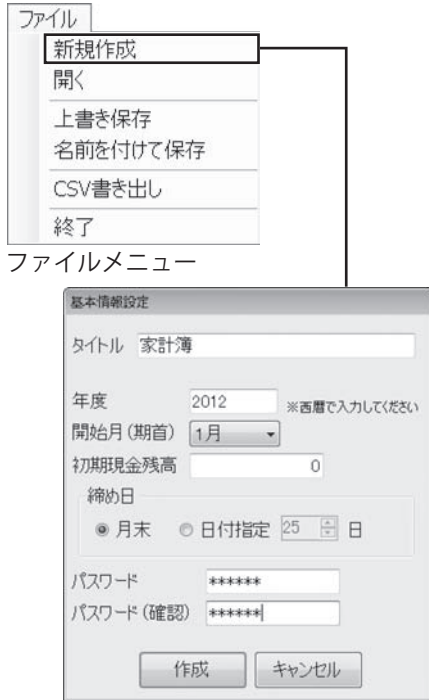 ファイル
新規作成
開く
上書き保存
名前を付けて保存
CSV書き出し
終了
ファイルメニュー
基本情報設定
タイトル 家計簿
年度 2012 ※西暦で入力してください
開始月(期首) 1月
初期現金残高 0
締め日
月末 日付指定 25 日
パスワード ******
パスワード(確認) ******
作成 キャンセル